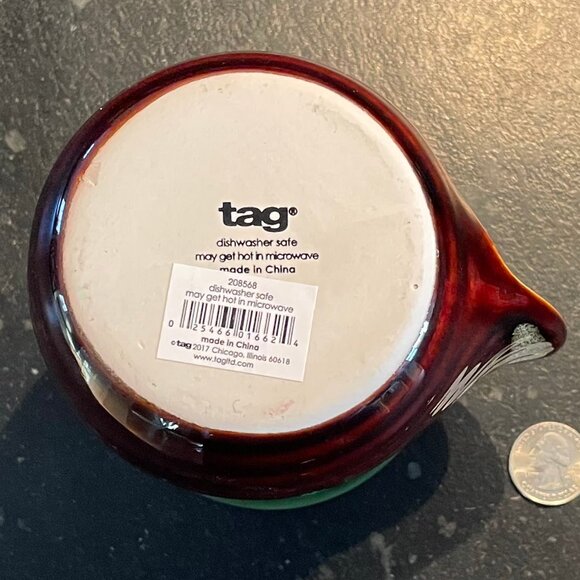 tag®
dishwasher safe
may get hot in microwave
made in China
208568
dishwasher safe
may get hot in microwave
0 25466 01662 4
made in China
© tag 2017 Chicago, Illinois 60618
www.tagltd.com